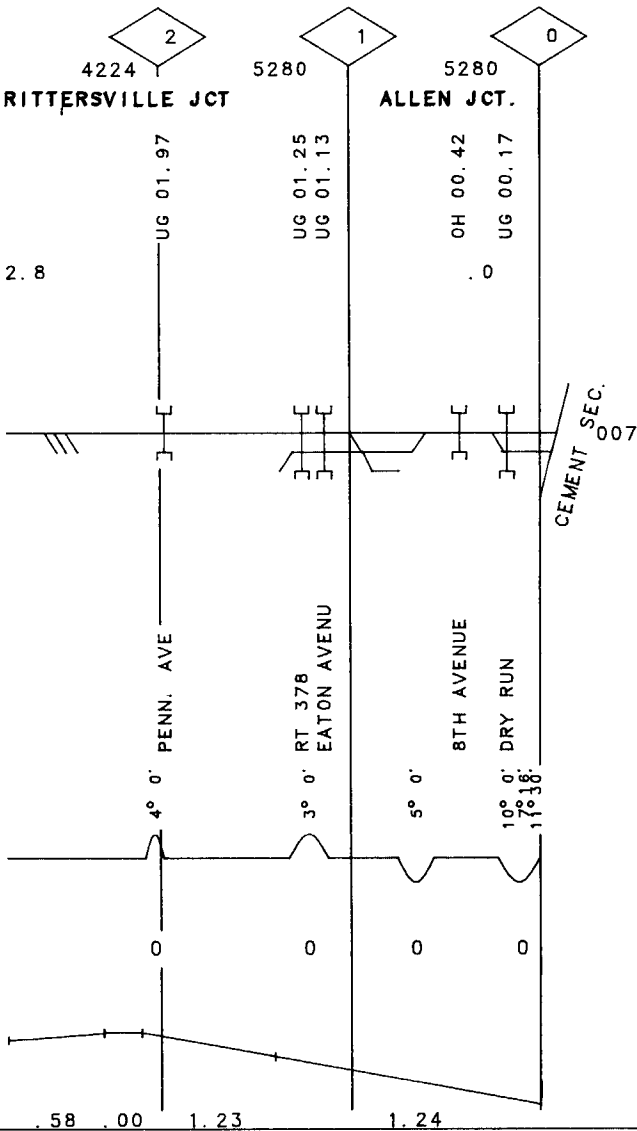 2 1 0
4224 5280 5280
RITTERSVILLE JCT ALLEN JCT.
UG 01.97
UG 01.25
UG 01.13
OH 00.42
UG 00.17
2.8 .0
CEMENT SEC.
007
PENN. AVE
RT 378
EATON AVENU
8TH AVENUE
DRY RUN
4° 0'
3° 0'
5° 0'
10° 0'
7° 16'
11° 30'
0 0 0 0
.58 .00 1.23 1.24